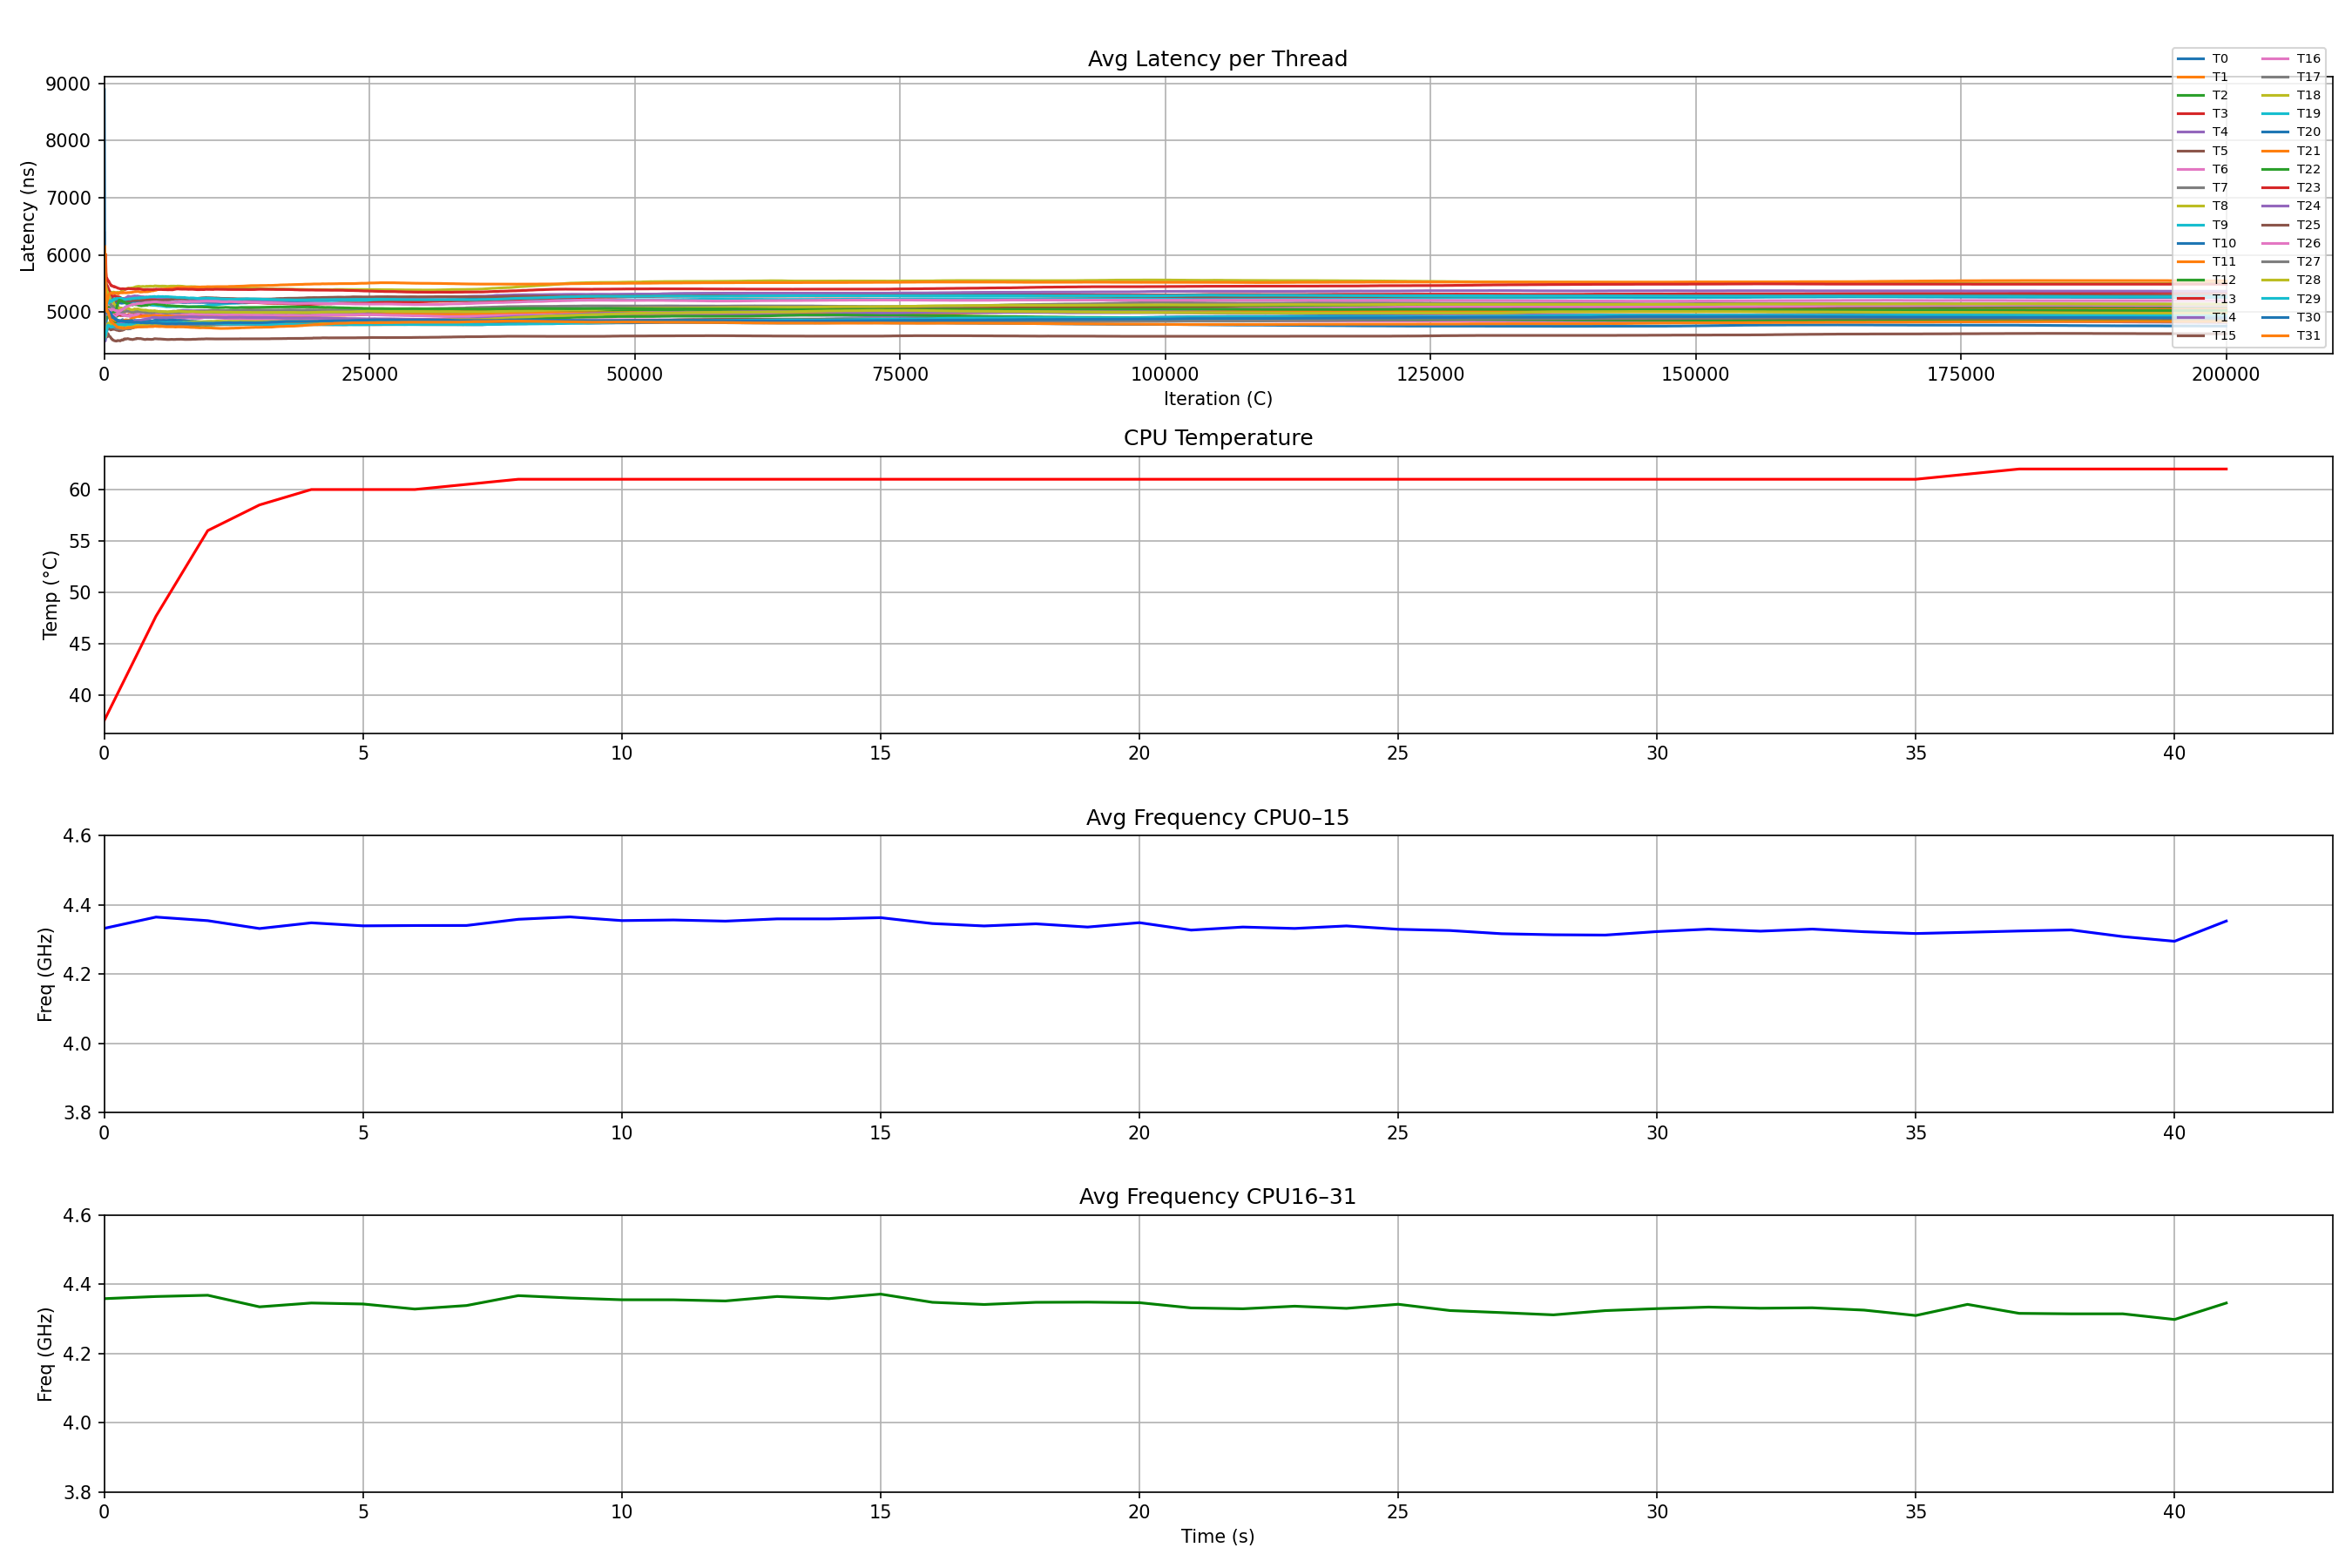 Avg Latency per Thread
Latency (ns)
9000
8000
7000
6000
5000
0 25000 50000 75000 100000 125000 150000 175000 200000
Iteration (C)
T0 T16
T1 T17
T2 T18
T3 T19
T4 T20
T5 T21
T6 T22
T7 T23
T8 T24
T9 T25
T10 T26
T11 T27
T12 T28
T13 T29
T14 T30
T15 T31
CPU Temperature
Temp (°C)
60
55
50
45
40
0 5 10 15 20 25 30 35 40
Avg Frequency CPU0–15
Freq (GHz)
4.6
4.4
4.2
4.0
3.8
0 5 10 15 20 25 30 35 40
Avg Frequency CPU16–31
Freq (GHz)
4.6
4.4
4.2
4.0
3.8
0 5 10 15 20 25 30 35 40
Time (s)